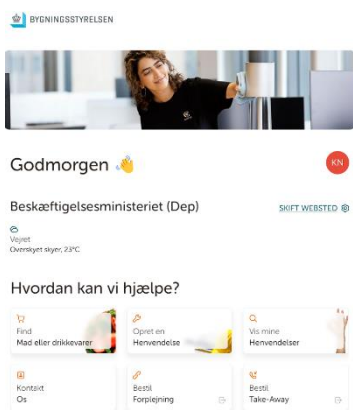 BYGNINGSSTYRELSEN
Godmorgen 👋
KN
Beskæftigelsesministeriet (Dep)
SKIFT WEBSTED
Vejret
Overskyet skyer, 23°C
Hvordan kan vi hjælpe?
Find
Mad eller drikkevarer
Opret en
Henvendelse
Vis mine
Henvendelser
Kontakt
Os
Bestil
Forplejning
Bestil
Take-Away